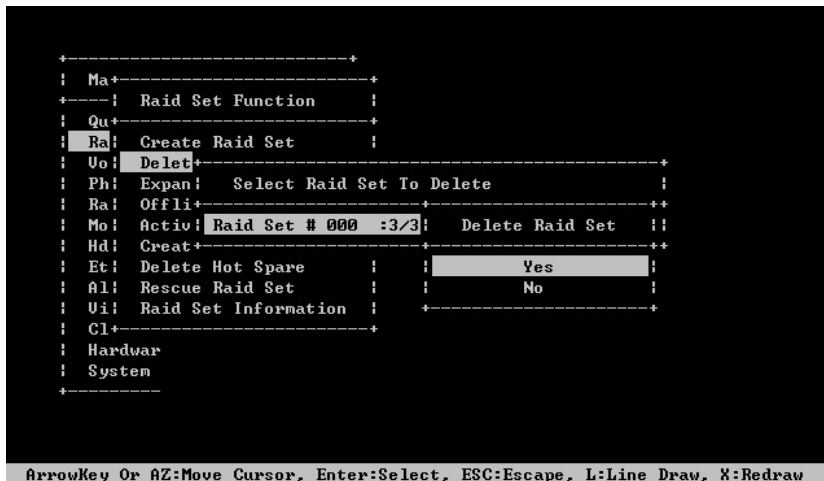 Ma
Raid Set Function
Qu
Ra Create Raid Set
Vo Delet
Ph Expan Select Raid Set To Delete
Ra Offli
Mo Activ Raid Set # 000 :3/3 Delete Raid Set
Hd Creat
Et Delete Hot Spare Yes
Al Rescue Raid Set No
Vi Raid Set Information
Cl
Hardwar
System
ArrowKey Or AZ:Move Cursor, Enter:Select, ESC:Escape, L:Line Draw, X:Redraw